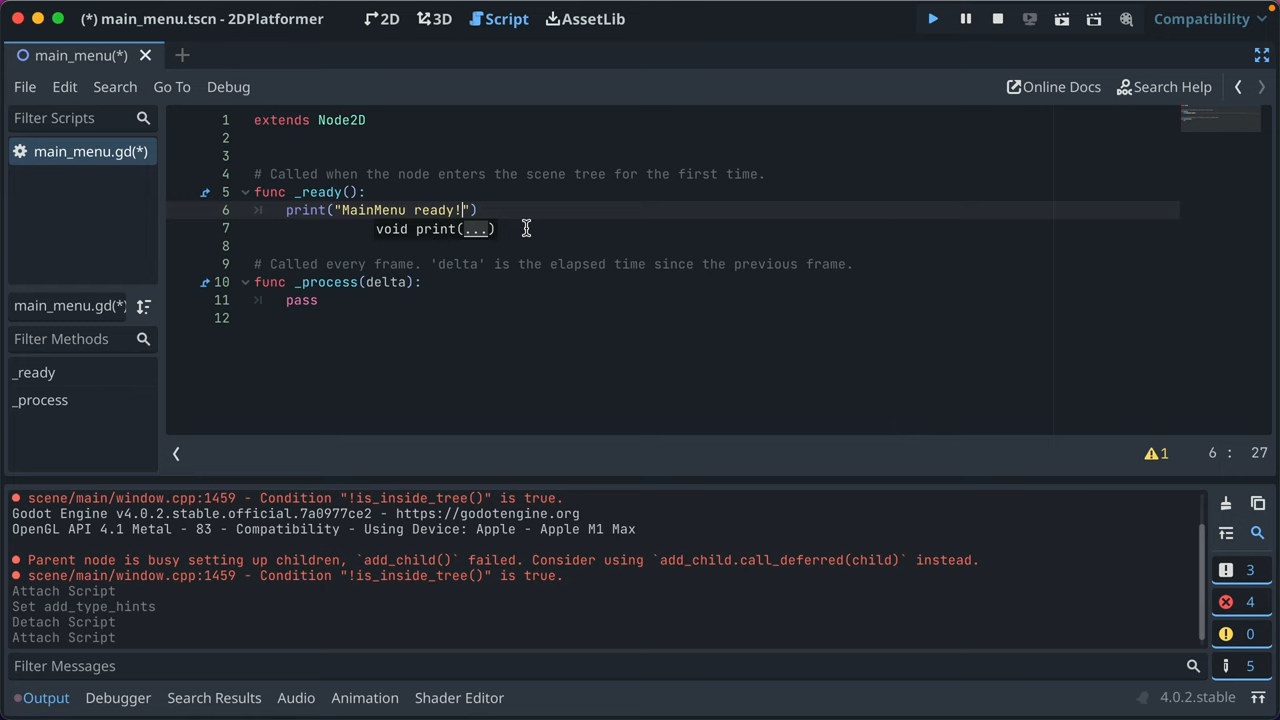 (*) main_menu.tscn - 2DPlatformer
2D
3D
Script
AssetLib
Compatibility
main_menu(*)
File Edit Search Go To Debug
Online Docs
Search Help
Filter Scripts
main_menu.gd(*)
main_menu.gd(*)
Filter Methods
_ready
_process
1 extends Node2D
2
3
4 # Called when the node enters the scene tree for the first time.
5 func _ready():
6 print("MainMenu ready!")
7 void print(...)
8
9 # Called every frame. 'delta' is the elapsed time since the previous frame.
10 func _process(delta):
11 pass
12
1 6 : 27
scene/main/window.cpp:1459 - Condition "!is_inside_tree()" is true.
Godot Engine v4.0.2.stable.official.7a0977ce2 - https://godotengine.org
OpenGL API 4.1 Metal - 83 - Compatibility - Using Device: Apple - Apple M1 Max
Parent node is busy setting up children, `add_child()` failed. Consider using `add_child.call_deferred(child)` instead.
scene/main/window.cpp:1459 - Condition "!is_inside_tree()" is true.
Attach Script
Set add_type_hints
Detach Script
Attach Script
3
4
0
5
Filter Messages
Output Debugger Search Results Audio Animation Shader Editor
4.0.2.stable